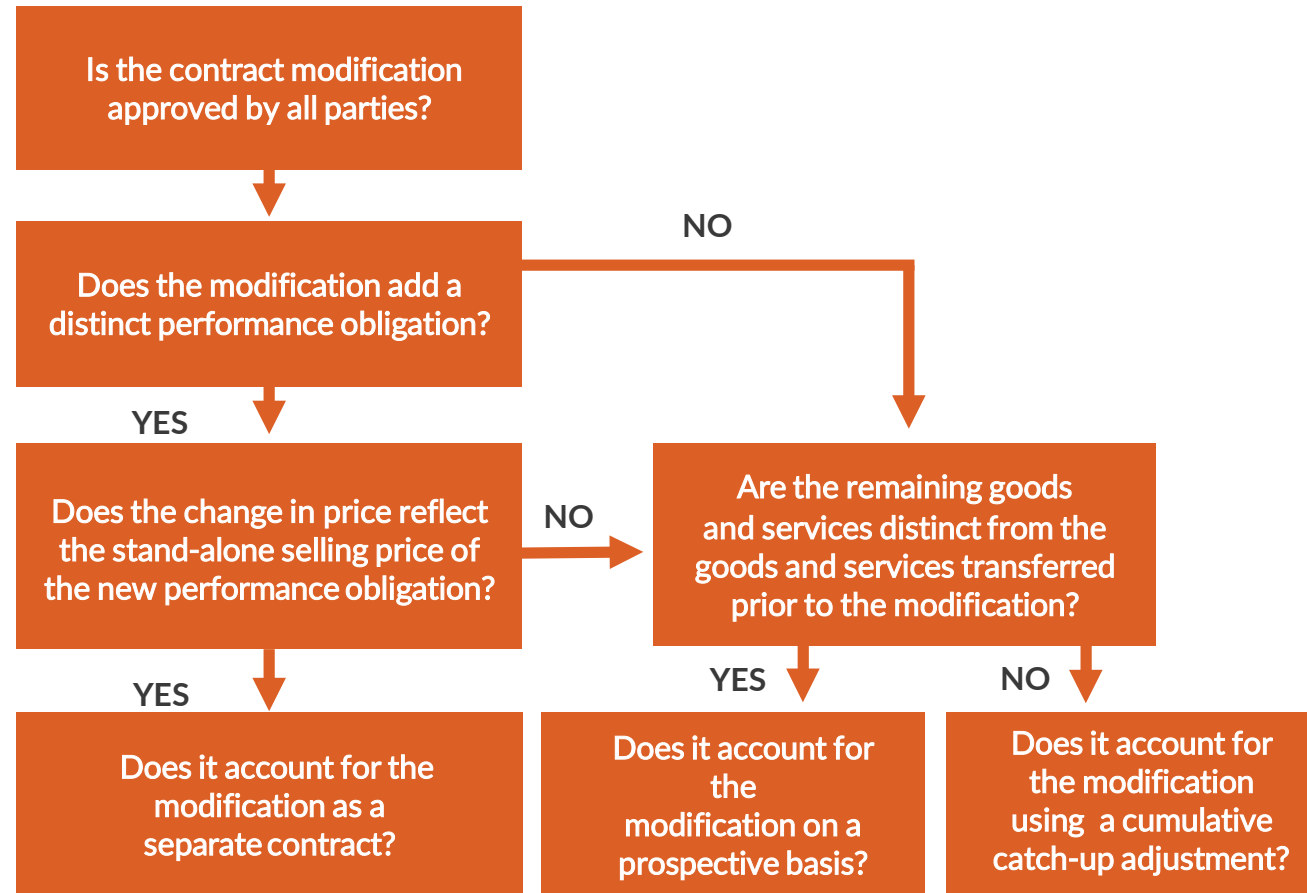 Is the contract modification
approved by all parties?
NO
Does the modification add a
distinct performance obligation?
YES
Does the change in price reflect
the stand-alone selling price of
the new performance obligation?
NO
Are the remaining goods
and services distinct from the
goods and services transferred
prior to the modification?
YES
YES
NO
Does it account for the
modification as a
separate contract?
Does it account for
the
modification on a
prospective basis?
Does it account for
the modification
using a cumulative
catch-up adjustment?